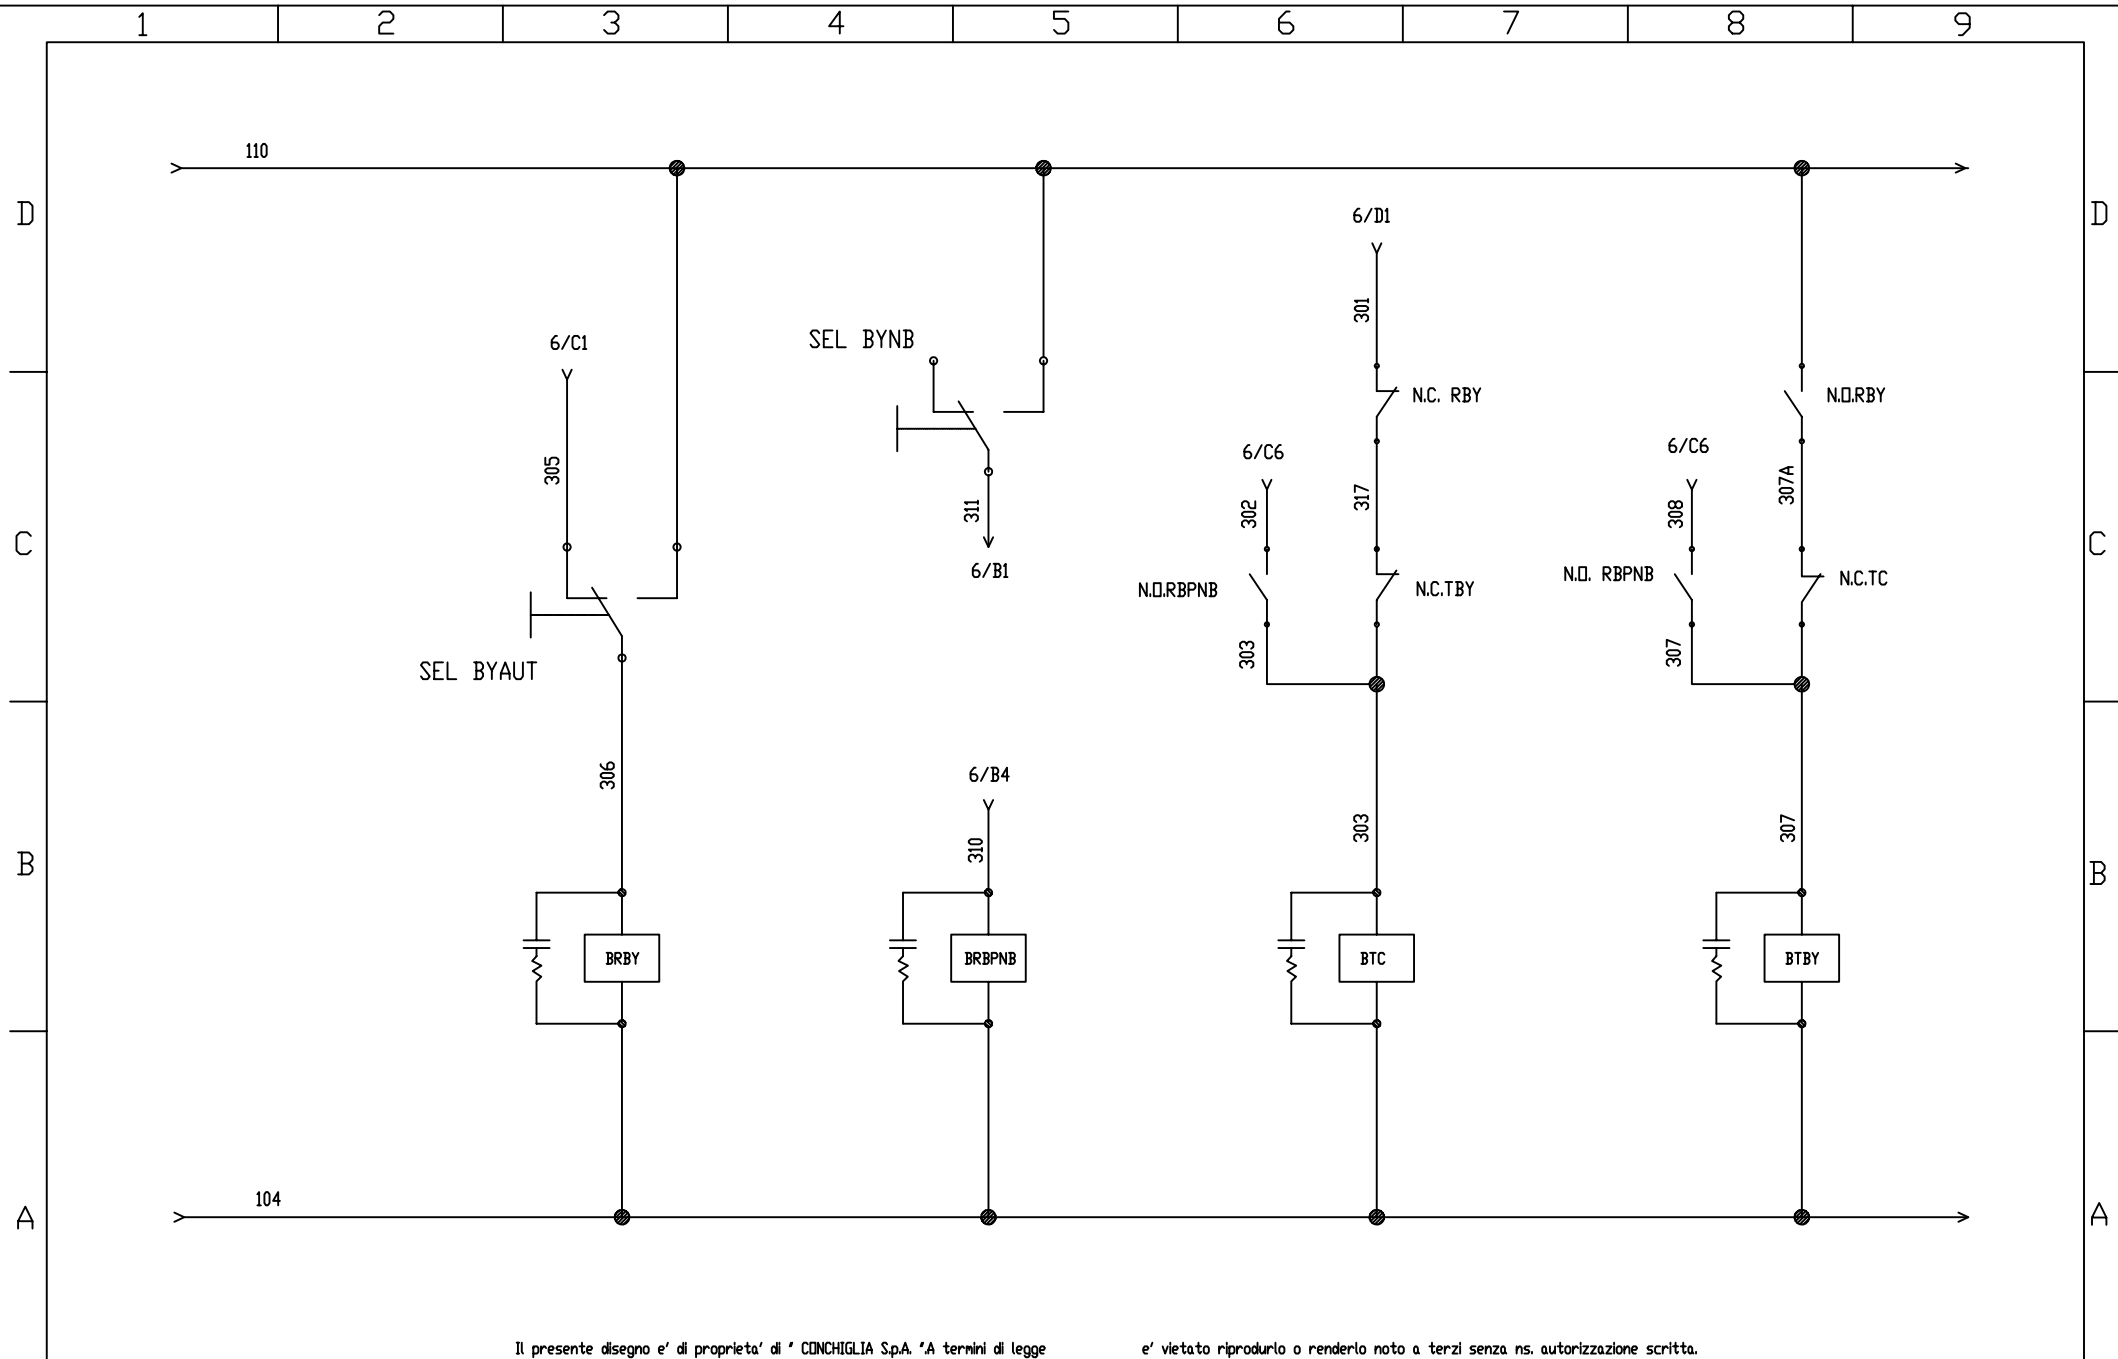 1 2 3 4 5 6 7 8 9
110
D D
6/D1
301
6/C1
SEL BYNB
N.C. RBY
N.O.RBY
6/C6
6/C6
305
311
302
317
308
307A
C C
6/B1
N.O.RBPNB
N.C.TBY
N.O. RBPNB
N.C.TC
303
307
SEL BYAUT
306
6/B4
310
303
307
B B
BRBY
BRBPNB
BTC
BTBY
104
A A
Il presente disegno e' di proprieta' di " CONCHIGLIA S.p.A. ".A termini di legge e' vietato riprodurlo o renderlo noto a terzi senza ns. autorizzazione scritta.